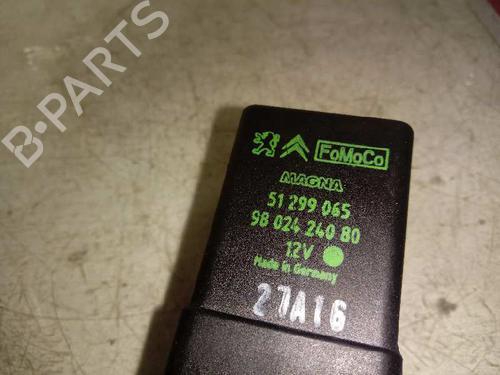 B-PARTS
FoMoCo
MAGNA
51 299 065
98 024 240 80
12V
Made in Germany
27A16